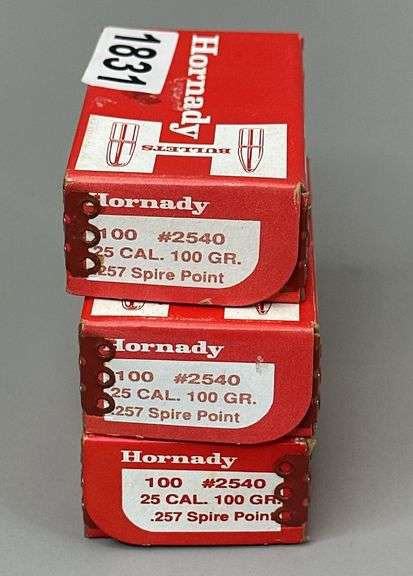 1831
Hornady
BULLETS
Hornady
100 #2540
25 CAL. 100 GR.
.257 Spire Point
Hornady
100 #2540
25 CAL. 100 GR.
.257 Spire Point
Hornady
100 #2540
25 CAL. 100 GR.
.257 Spire Point